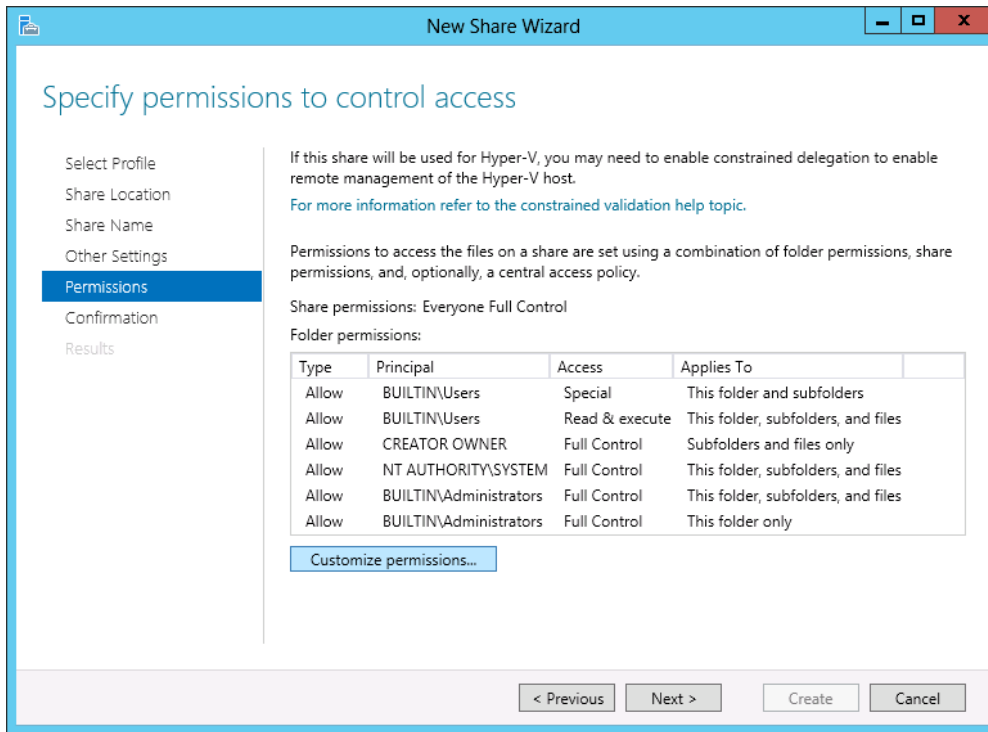 New Share Wizard
Specify permissions to control access
Select Profile
Share Location
Share Name
Other Settings
Permissions
Confirmation
Results
If this share will be used for Hyper-V, you may need to enable constrained delegation to enable
remote management of the Hyper-V host.
For more information refer to the constrained validation help topic.
Permissions to access the files on a share are set using a combination of folder permissions, share
permissions, and, optionally, a central access policy.
Share permissions: Everyone Full Control
Folder permissions:
Type Principal Access Applies To
Allow BUILTIN\Users Special This folder and subfolders
Allow BUILTIN\Users Read & execute This folder, subfolders, and files
Allow CREATOR OWNER Full Control Subfolders and files only
Allow NT AUTHORITY\SYSTEM Full Control This folder, subfolders, and files
Allow BUILTIN\Administrators Full Control This folder, subfolders, and files
Allow BUILTIN\Administrators Full Control This folder only
Customize permissions...
< Previous Next > Create Cancel